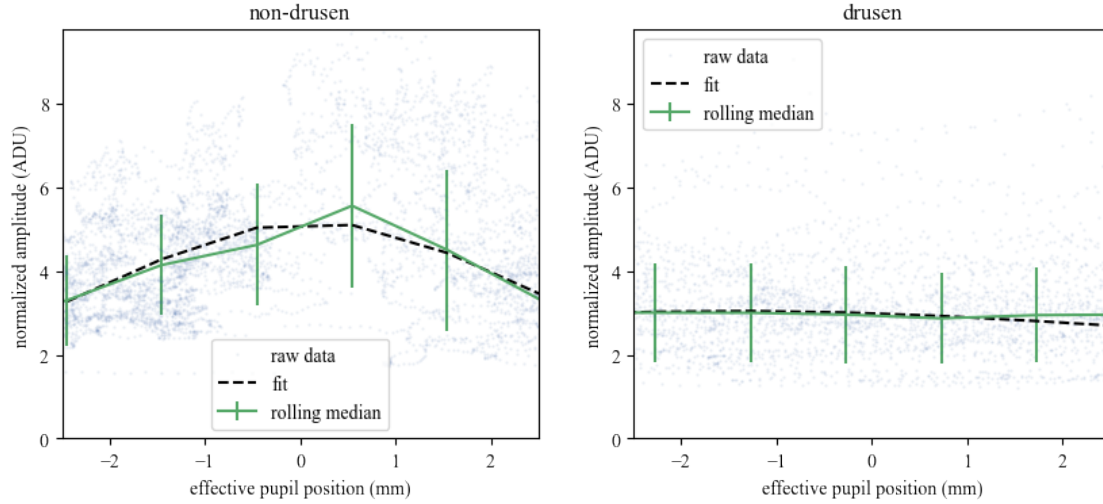 non-drusen
normalized amplitude (ADU)
8
6
4
2
0
raw data
fit
rolling median
−2
−1
0
1
2
effective pupil position (mm)
drusen
normalized amplitude (ADU)
8
6
4
2
0
raw data
fit
rolling median
−2
−1
0
1
2
effective pupil position (mm)